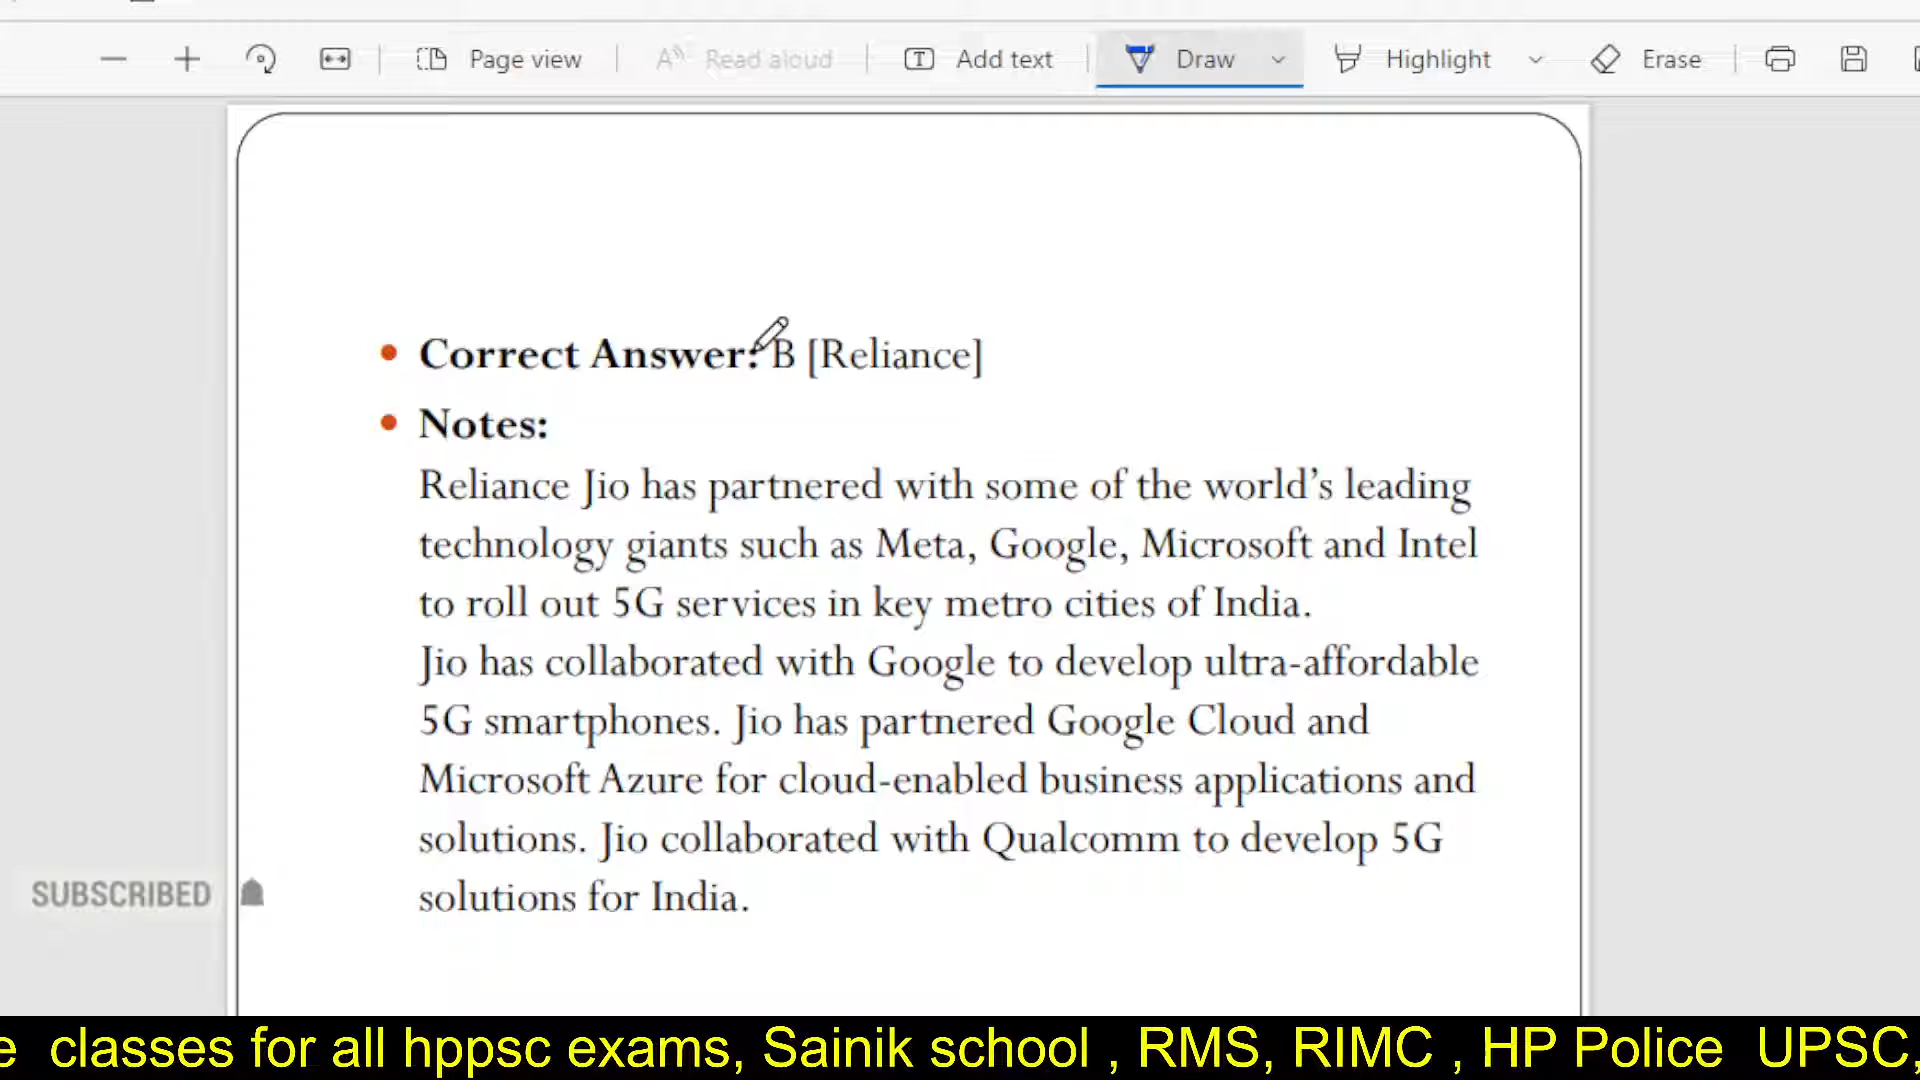 Page view Read aloud Add text Draw Highlight Erase
Correct Answer: B [Reliance]
Notes:
Reliance Jio has partnered with some of the world's leading
technology giants such as Meta, Google, Microsoft and Intel
to roll out 5G services in key metro cities of India.
Jio has collaborated with Google to develop ultra-affordable
5G smartphones. Jio has partnered Google Cloud and
Microsoft Azure for cloud-enabled business applications and
solutions. Jio collaborated with Qualcomm to develop 5G
solutions for India.
SUBSCRIBED
e classes for all hppsc exams, Sainik school , RMS, RIMC , HP Police UPSC,